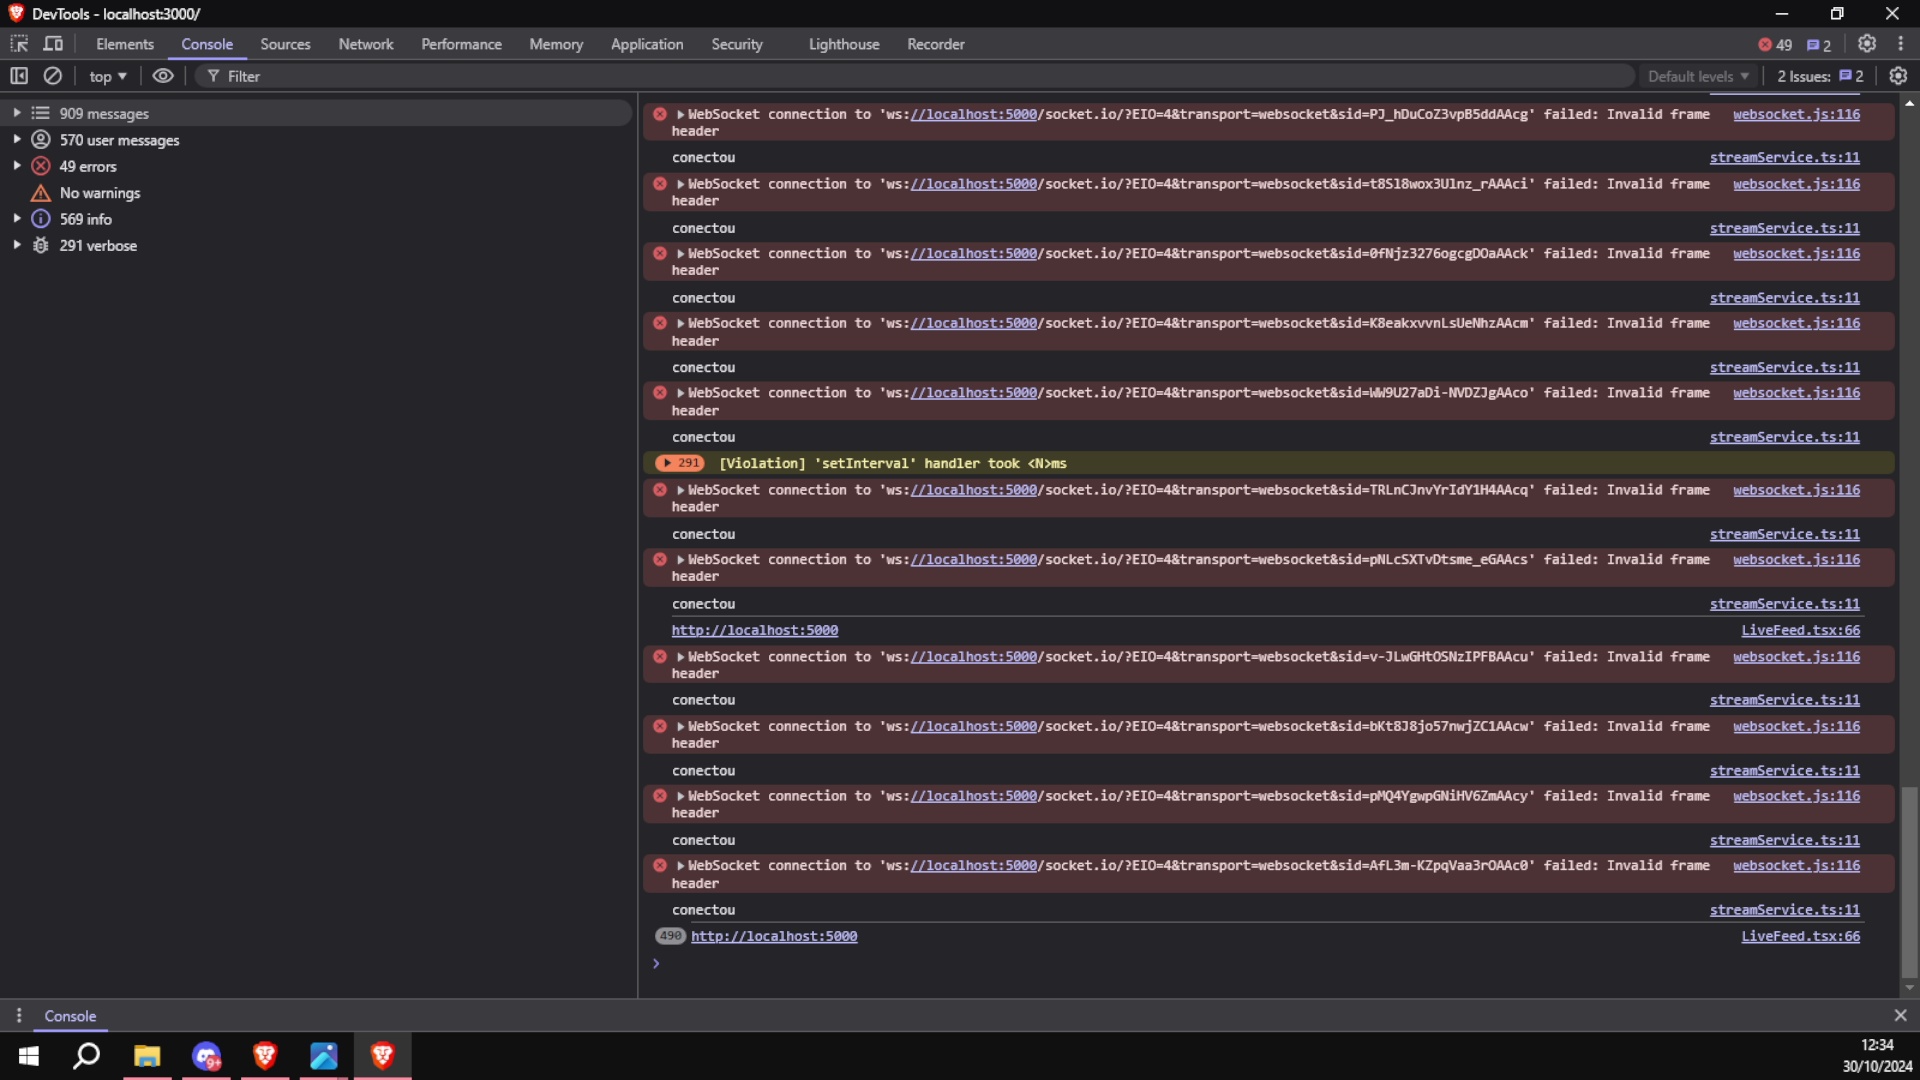 DevTools - localhost:3000/
Elements Console Sources Network Performance Memory Application Security Lighthouse Recorder 49 2
top Filter Default levels 2 Issues: 2
909 messages
570 user messages
49 errors
No warnings
569 info
291 verbose
WebSocket connection to 'ws://localhost:5000/socket.io/?EIO=4&transport=websocket&sid=PJ_hDuCoZ3vpB5ddAAcg' failed: Invalid frame websocket.js:116
header
conectou streamService.ts:11
WebSocket connection to 'ws://localhost:5000/socket.io/?EIO=4&transport=websocket&sid=t8Sl8wox3Ulnz_rAAAci' failed: Invalid frame websocket.js:116
header
conectou streamService.ts:11
WebSocket connection to 'ws://localhost:5000/socket.io/?EIO=4&transport=websocket&sid=0fNjz3276ogcgDOaAAck' failed: Invalid frame websocket.js:116
header
conectou streamService.ts:11
WebSocket connection to 'ws://localhost:5000/socket.io/?EIO=4&transport=websocket&sid=K8eakxvvnLsUeNhzAAcm' failed: Invalid frame websocket.js:116
header
conectou streamService.ts:11
WebSocket connection to 'ws://localhost:5000/socket.io/?EIO=4&transport=websocket&sid=WW9U27aDi-NVDZJgAAco' failed: Invalid frame websocket.js:116
header
conectou streamService.ts:11
291 [Violation] 'setInterval' handler took <N>ms
WebSocket connection to 'ws://localhost:5000/socket.io/?EIO=4&transport=websocket&sid=TRLnCJnvYrIdY1H4AAcq' failed: Invalid frame websocket.js:116
header
conectou streamService.ts:11
WebSocket connection to 'ws://localhost:5000/socket.io/?EIO=4&transport=websocket&sid=pNLcSXTvDtsme_eGAAcs' failed: Invalid frame websocket.js:116
header
conectou streamService.ts:11
http://localhost:5000 LiveFeed.tsx:66
WebSocket connection to 'ws://localhost:5000/socket.io/?EIO=4&transport=websocket&sid=v-JLwGHtOSNzIPFBAAcu' failed: Invalid frame websocket.js:116
header
conectou streamService.ts:11
WebSocket connection to 'ws://localhost:5000/socket.io/?EIO=4&transport=websocket&sid=bKt8J8jo57nwjZC1AAcw' failed: Invalid frame websocket.js:116
header
conectou streamService.ts:11
WebSocket connection to 'ws://localhost:5000/socket.io/?EIO=4&transport=websocket&sid=pMQ4YgwpGNiHV6ZmAAcy' failed: Invalid frame websocket.js:116
header
conectou streamService.ts:11
WebSocket connection to 'ws://localhost:5000/socket.io/?EIO=4&transport=websocket&sid=AfL3m-KZpqVaa3rOAAc0' failed: Invalid frame websocket.js:116
header
conectou streamService.ts:11
490 http://localhost:5000 LiveFeed.tsx:66
Console
9+
12:34
30/10/2024